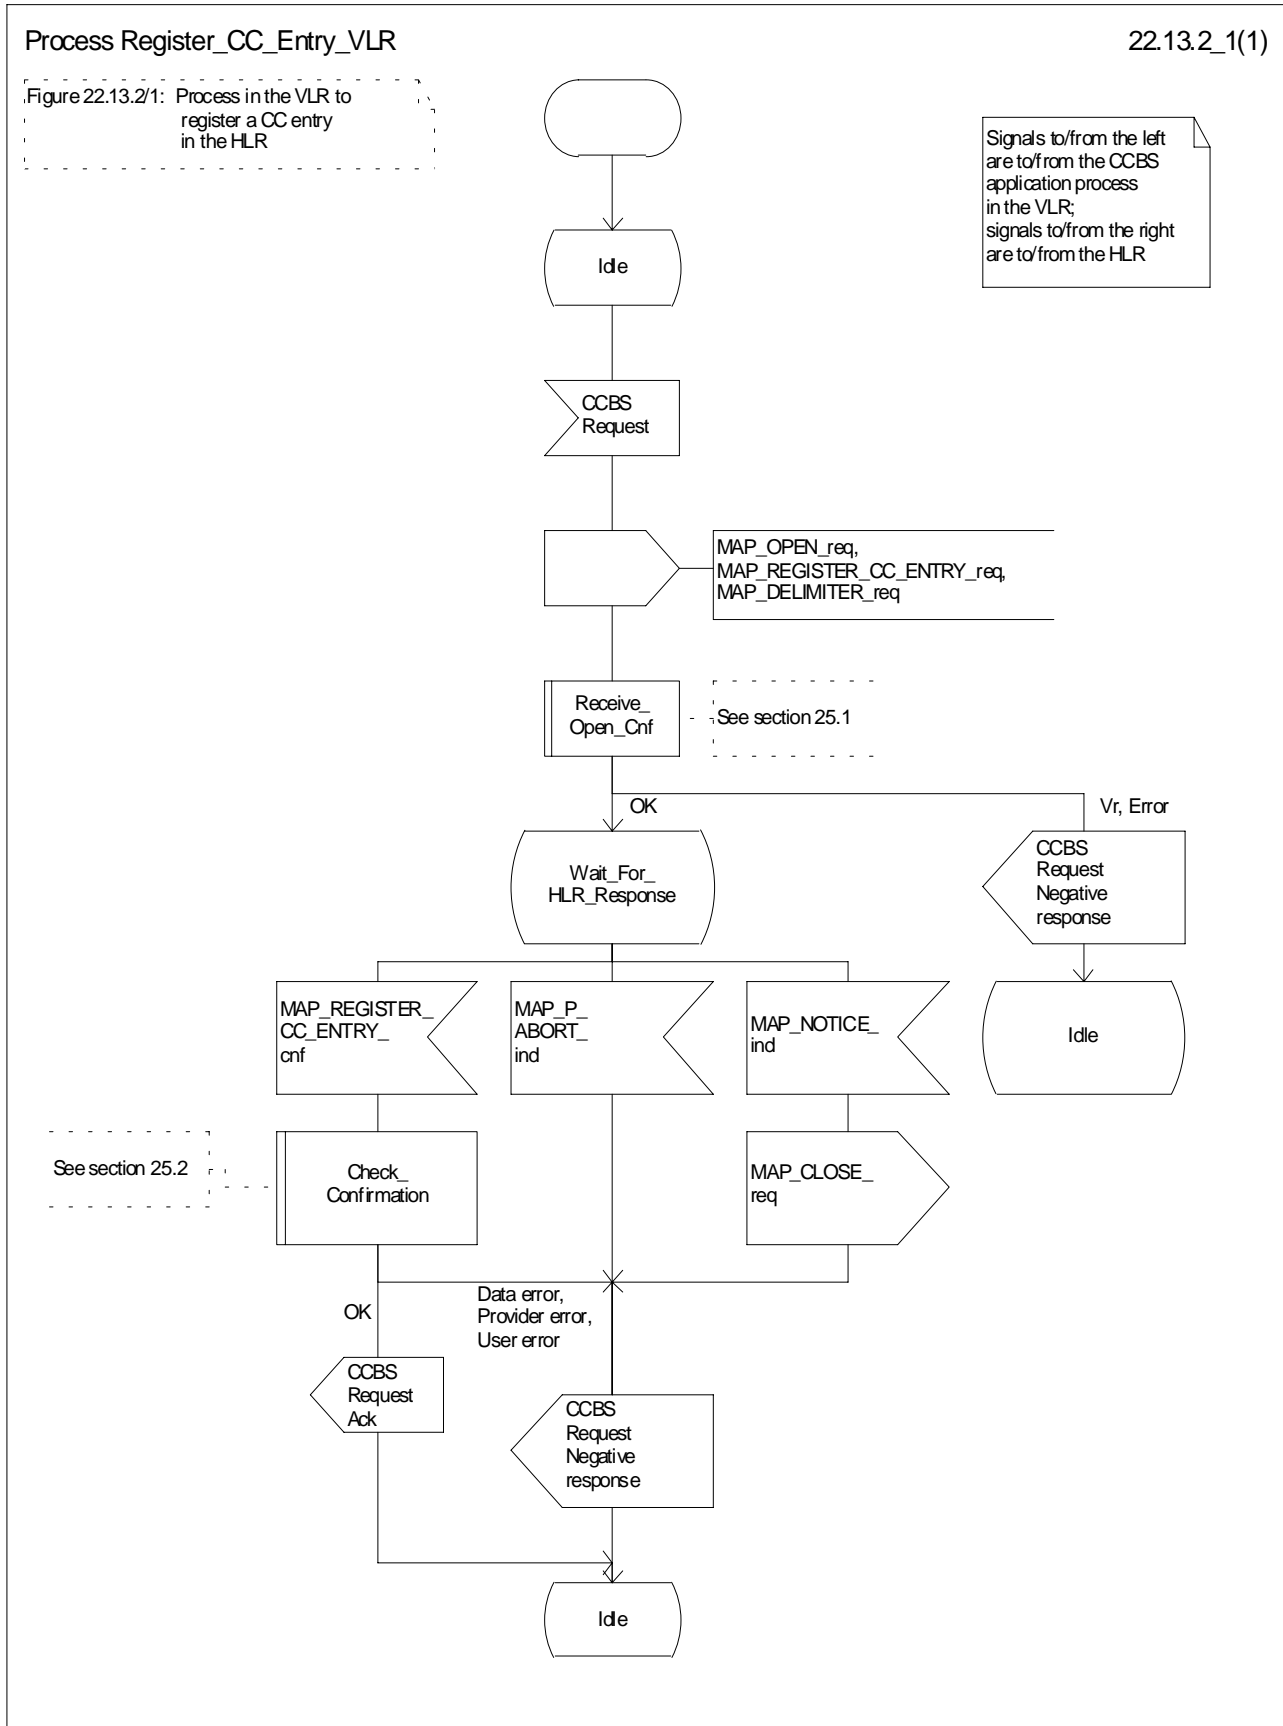 Process Register_CC_Entry_VLR
22.13.2_1(1)
Figure 22.13.2/1: Process in the VLR to
register a CC entry
in the HLR
Signals to/from the left
are to/from the CCBS
application process
in the VLR;
signals to/from the right
are to/from the HLR
Idle
CCBS
Request
MAP_OPEN_req,
MAP_REGISTER_CC_ENTRY_req,
MAP_DELIMITER_req
Receive_
Open_Cnf
See section 25.1
OK
Vr, Error
Wait_For_
HLR_Response
CCBS
Request
Negative
response
MAP_REGISTER_
CC_ENTRY_
cnf
MAP_P_
ABORT_
ind
MAP_NOTICE_
ind
Idle
See section 25.2
Check_
Confirmation
MAP_CLOSE_
req
OK
Data error,
Provider error,
User error
CCBS
Request
Ack
CCBS
Request
Negative
response
Idle